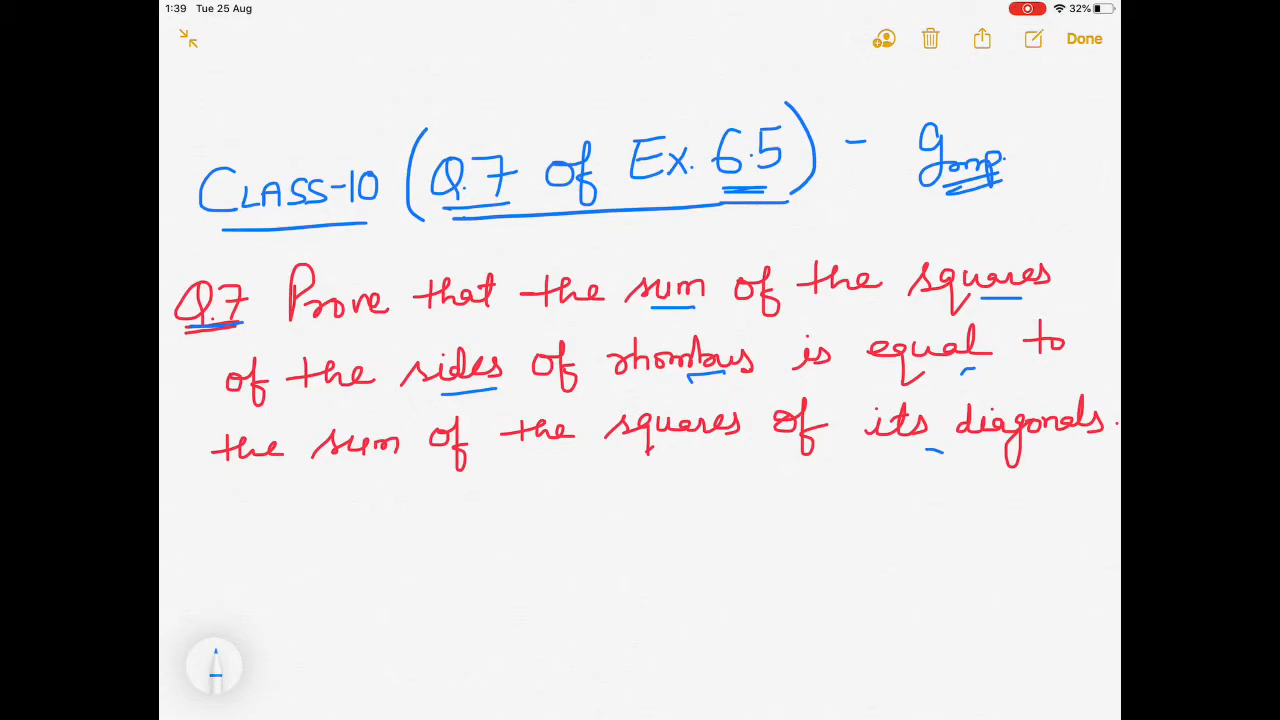 1:39 Tue 25 Aug
32%
Done
CLASS-10 (Q.7 of Ex. 6.5) - Gmp.
Q.7 Prove that the sum of the squares
of the sides of rhombus is equal to
the sum of the squares of its diagonals.